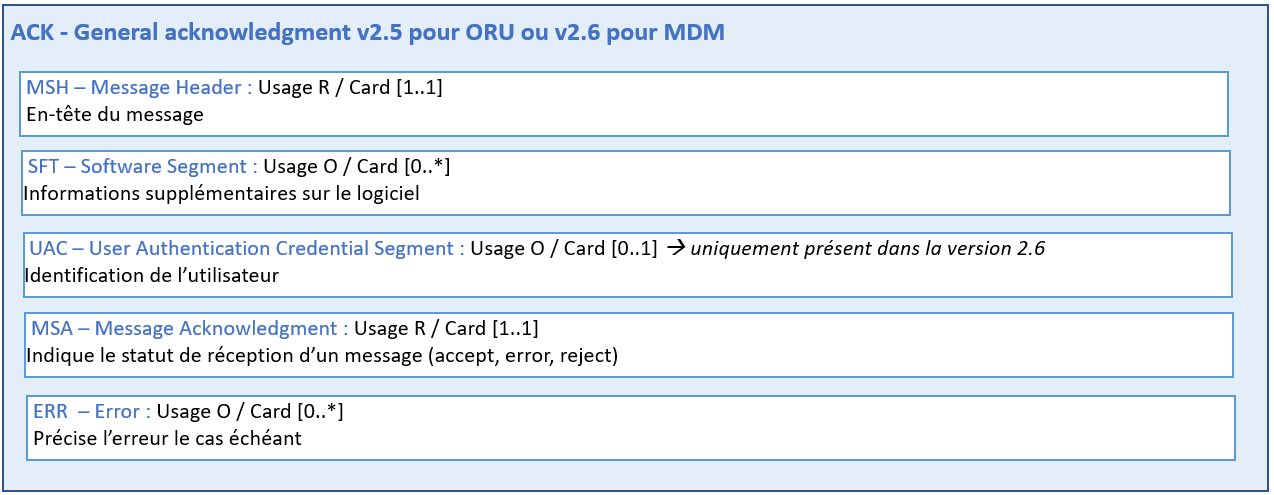 ACK - General acknowledgment v2.5 pour ORU ou v2.6 pour MDM
MSH – Message Header : Usage R / Card [1..1]
En-tête du message
SFT – Software Segment : Usage O / Card [0..*]
Informations supplémentaires sur le logiciel
UAC – User Authentication Credential Segment : Usage O / Card [0..1] → uniquement présent dans la version 2.6
Identification de l’utilisateur
MSA – Message Acknowledgment : Usage R / Card [1..1]
Indique le statut de réception d’un message (accept, error, reject)
ERR – Error : Usage O / Card [0..*]
Précise l’erreur le cas échéant